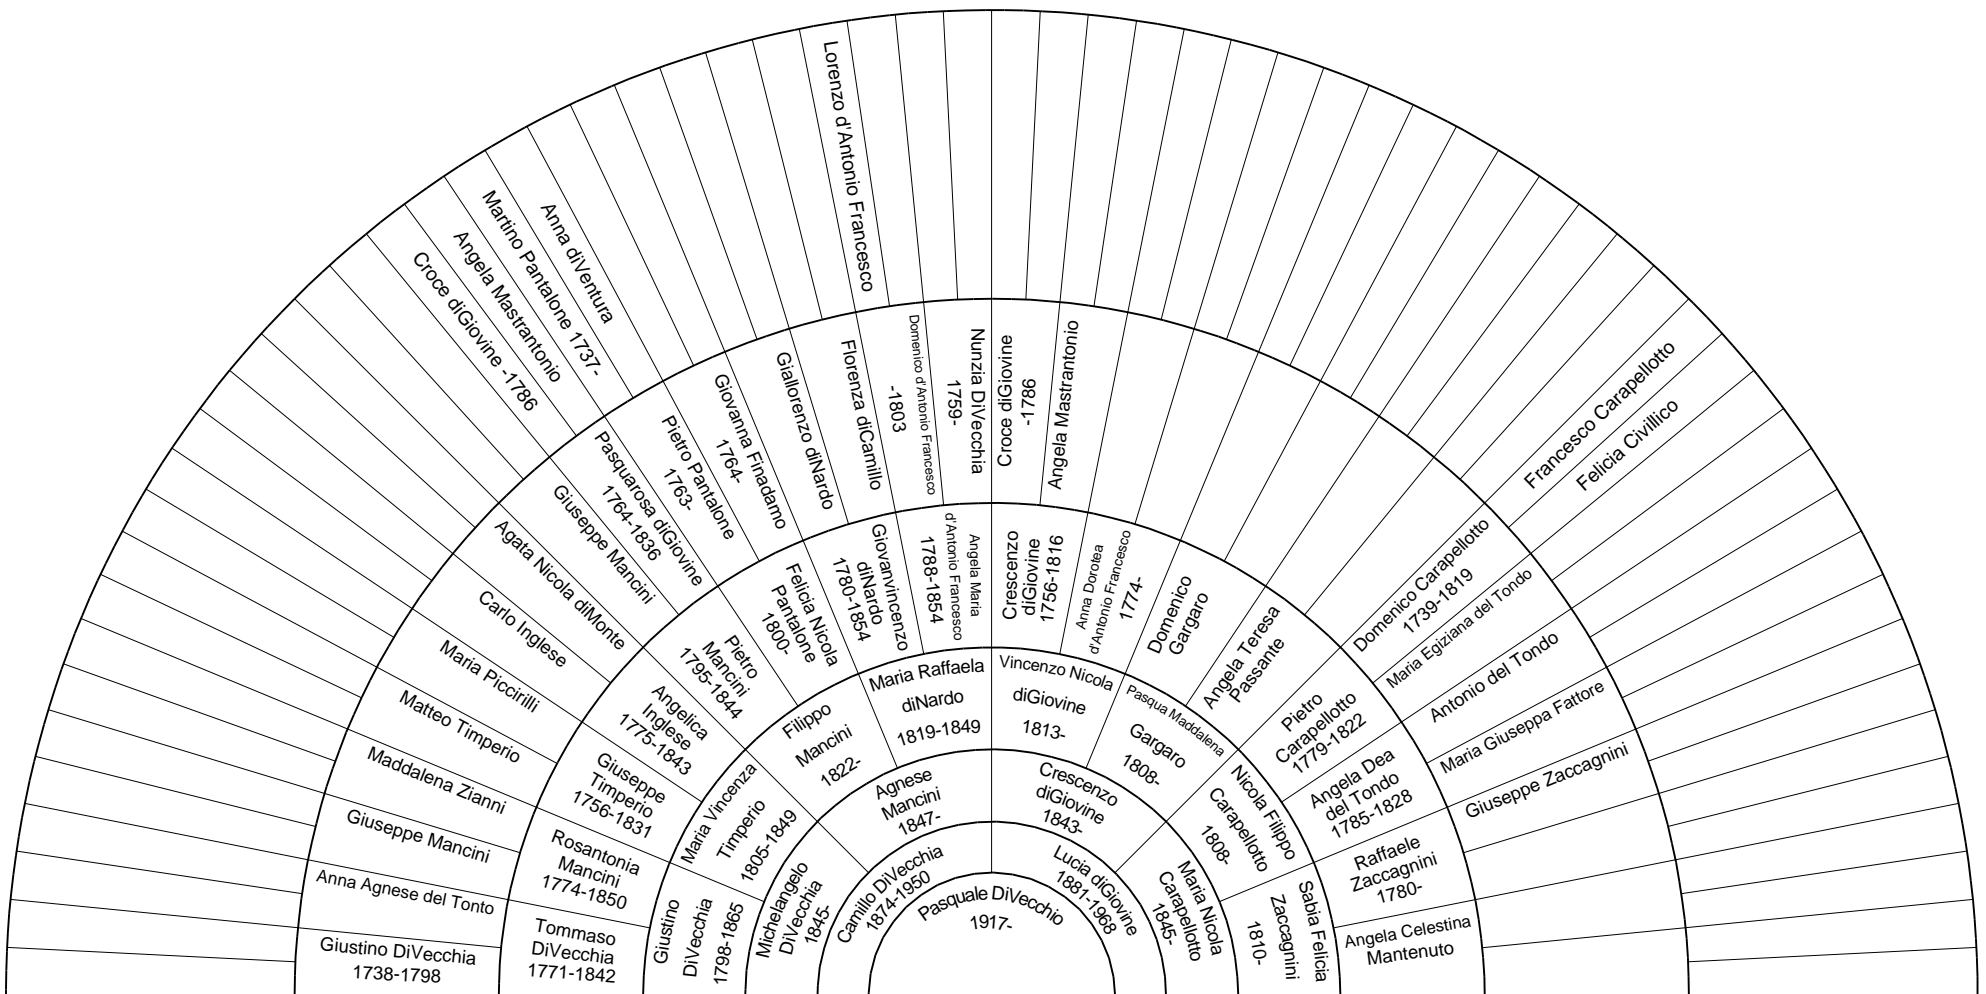 Lorenzo d'Antonio Francesco
Anna diVentura
Martino Pantalone 1737-
Angela Mastrantonio
Croce diGiovine -1786
Francesco Carapellotto
Felicia Civillico
Giustino DiVecchia
1738-1798
Anna Agnese del Tonto
Giuseppe Mancini
Maddalena Zianni
Matteo Timperio
Maria Piccirilli
Carlo Inglese
Agata Nicola diMonte
Giuseppe Mancini
Pasquarosa diGiovine
1764-1836
Pietro Pantalone
1763-
Giovanna Finadamo
1764-
Giallorenzo diNardo
Florenza diCamillo
Domenico d'Antonio Francesco
-1803
Nunzia DiVecchia
1759-
Croce diGiovine
-1786
Angela Mastrantonio
Domenico Carapellotto
1739-1819
Maria Egiziana del Tondo
Antonio del Tondo
Maria Giuseppa Fattore
Giuseppe Zaccagnini
Tommaso
DiVecchia
1771-1842
Rosantonia
Mancini
1774-1850
Giuseppe
Timperio
1756-1831
Angelica
Inglese
1775-1843
Pietro
Mancini
1795-1844
Felicia Nicola
Pantalone
1800-
Giovanvincenzo
diNardo
1780-1854
Angela Maria
d'Antonio Francesco
1788-1854
Crescenzo
diGiovine
1756-1816
Anna Dorotea
d'Antonio Francesco
1774-
Domenico
Gargaro
Angela Teresa
Passante
Pietro
Carapellotto
1779-1822
Angela Dea
del Tondo
1785-1828
Raffaele
Zaccagnini
1780-
Angela Celestina
Mantenuto
Giustino
DiVecchia
1798-1865
Maria Vincenza
Timperio
1805-1849
Filippo
Mancini
1822-
Maria Raffaela
diNardo
1819-1849
Vincenzo Nicola
diGiovine
1813-
Pasqua Maddalena
Gargaro
1808-
Nicola Filippo
Carapellotto
1808-
Sabia Felicia
Zaccagnini
1810-
Michelangelo
DiVecchia
1845-
Agnese
Mancini
1847-
Crescenzo
diGiovine
1843-
Maria Nicola
Carapellotto
1845-
Camillo DiVecchia
1874-1950
Lucia diGiovine
1881-1968
Pasquale DiVecchio
1917-